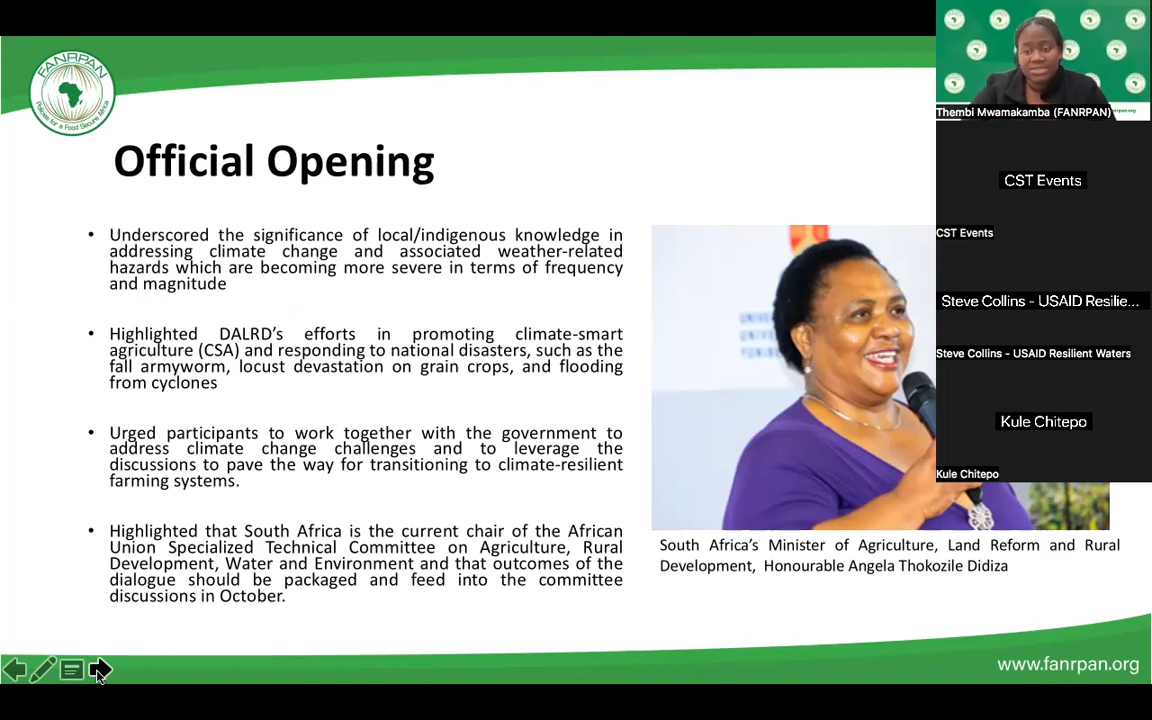 FANRPAN
Policies for a Food Secure Africa
Official Opening
• Underscored the significance of local/indigenous knowledge in
addressing climate change and associated weather-related
hazards which are becoming more severe in terms of frequency
and magnitude
• Highlighted DALRD’s efforts in promoting climate-smart
agriculture (CSA) and responding to national disasters, such as the
fall armyworm, locust devastation on grain crops, and flooding
from cyclones
• Urged participants to work together with the government to
address climate change challenges and to leverage the
discussions to pave the way for transitioning to climate-resilient
farming systems.
• Highlighted that South Africa is the current chair of the African
Union Specialized Technical Committee on Agriculture, Rural
Development, Water and Environment and that outcomes of the
dialogue should be packaged and feed into the committee
discussions in October.
South Africa’s Minister of Agriculture, Land Reform and Rural
Development, Honourable Angela Thokozile Didiza
www.fanrpan.org
Thembi Mwamakamba (FANRPAN)
CST Events
CST Events
Steve Collins - USAID Resilie...
Steve Collins - USAID Resilient Waters
Kule Chitepo
Kule Chitepo